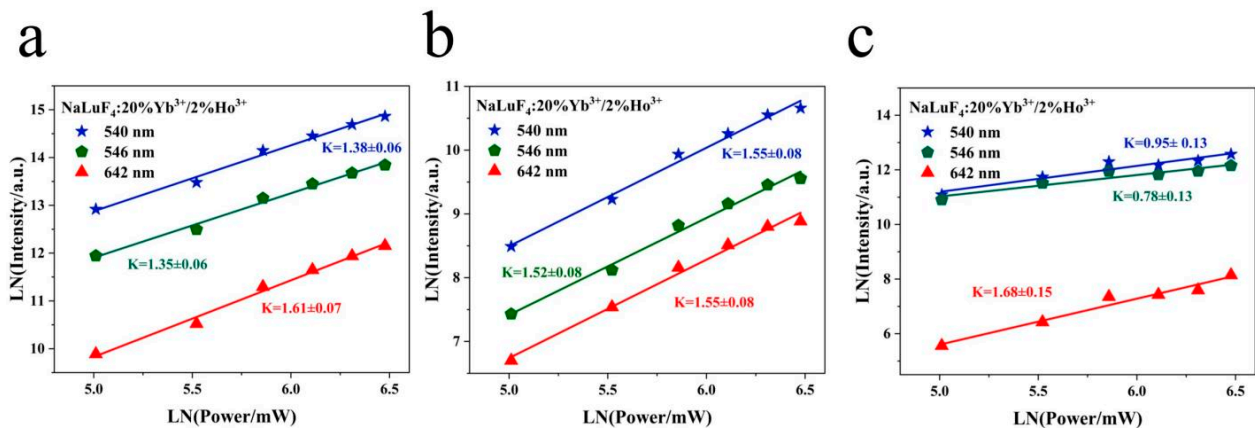 a
LN(Intensity/a.u.)
15
14
13
12
11
10
NaLuF₄:20%Yb³⁺/2%Ho³⁺
540 nm
546 nm
642 nm
K=1.38±0.06
K=1.35±0.06
K=1.61±0.07
5.0 5.5 6.0 6.5
LN(Power/mW)
b
LN(Intensity/a.u.)
11
10
9
8
7
NaLuF₄:20%Yb³⁺/2%Ho³⁺
540 nm
546 nm
642 nm
K=1.55±0.08
K=1.52±0.08
K=1.55±0.08
5.0 5.5 6.0 6.5
LN(Power/mW)
c
LN(Intensity/a.u.)
14
12
10
8
6
NaLuF₄:20%Yb³⁺/2%Ho³⁺
540 nm
546 nm
642 nm
K=0.95± 0.13
K=0.78±0.13
K=1.68±0.15
5.0 5.5 6.0 6.5
LN(Power/mW)